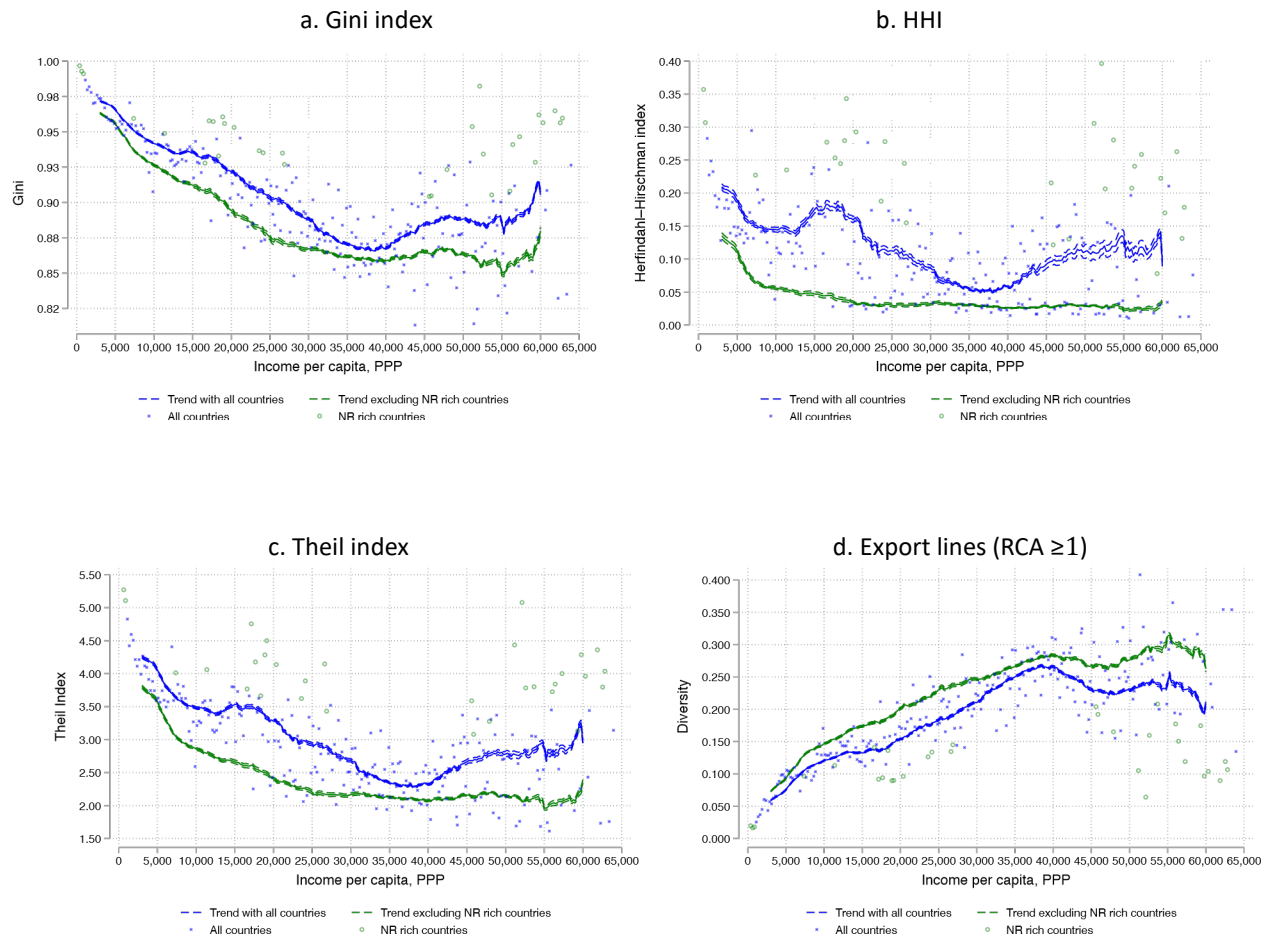 a. Gini index
b. HHI
1.00
0.98
0.95
0.93
0.90
0.88
0.85
0.82
Gini
0 5,000 10,000 15,000 20,000 25,000 30,000 35,000 40,000 45,000 50,000 55,000 60,000 65,000
Income per capita, PPP
Trend with all countries Trend excluding NR rich countries
All countries NR rich countries
0.40
0.35
0.30
0.25
0.20
0.15
0.10
0.05
0.00
Herfindahl–Hirschman index
0 5,000 10,000 15,000 20,000 25,000 30,000 35,000 40,000 45,000 50,000 55,000 60,000 65,000
Income per capita, PPP
Trend with all countries Trend excluding NR rich countries
All countries NR rich countries
c. Theil index
d. Export lines (RCA ≥1)
5.50
5.00
4.50
4.00
3.50
3.00
2.50
2.00
1.50
Theil Index
0 5,000 10,000 15,000 20,000 25,000 30,000 35,000 40,000 45,000 50,000 55,000 60,000 65,000
Income per capita, PPP
Trend with all countries Trend excluding NR rich countries
All countries NR rich countries
0.400
0.350
0.300
0.250
0.200
0.150
0.100
0.050
0.000
Diversity
0 5,000 10,000 15,000 20,000 25,000 30,000 35,000 40,000 45,000 50,000 55,000 60,000 65,000
Income per capita, PPP
Trend with all countries Trend excluding NR rich countries
All countries NR rich countries